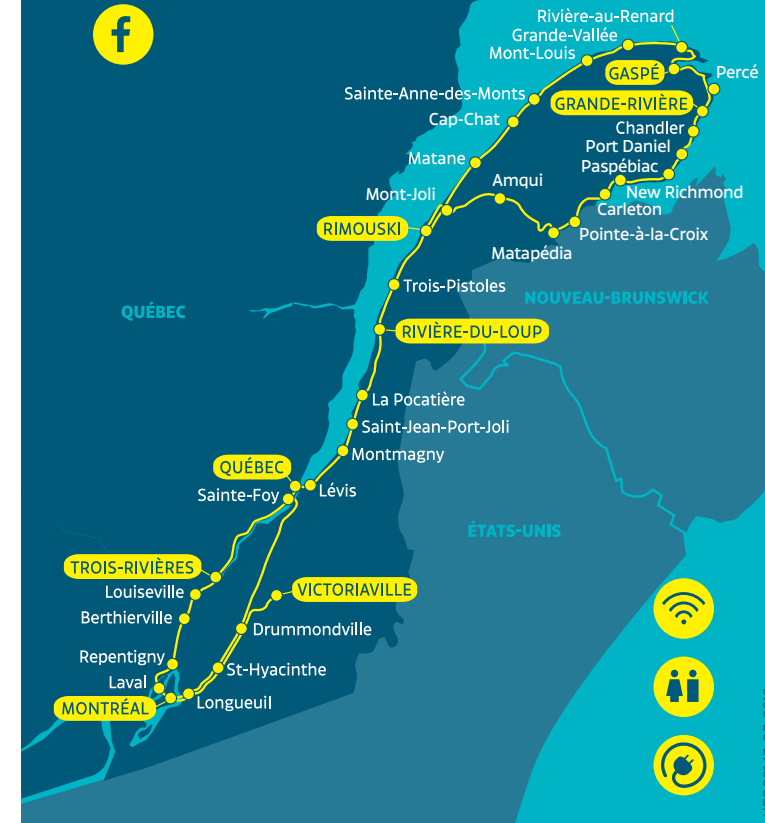 f
Rivière-au-Renard
Grande-Vallée
Mont-Louis
GASPÉ
Percé
Sainte-Anne-des-Monts
GRANDE-RIVIÈRE
Cap-Chat
Chandler
Port Daniel
Matane
Paspébiac
Amqui
Mont-Joli
New Richmond
Carleton
RIMOUSKI
Pointe-à-la-Croix
Matapédia
Trois-Pistoles
NOUVEAU-BRUNSWICK
QUÉBEC
RIVIÈRE-DU-LOUP
La Pocatière
Saint-Jean-Port-Joli
Montmagny
QUÉBEC
Lévis
Sainte-Foy
ÉTATS-UNIS
TROIS-RIVIÈRES
VICTORIAVILLE
Louiseville
Berthierville
Drummondville
Repentigny
St-Hyacinthe
Laval
Longueuil
MONTRÉAL